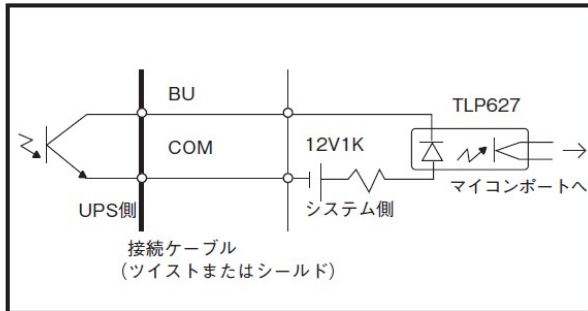 BU
TLP627
COM
12V1K
マイコンポートへ
UPS側
システム側
接続ケーブル
(ツイストまたはシールド)